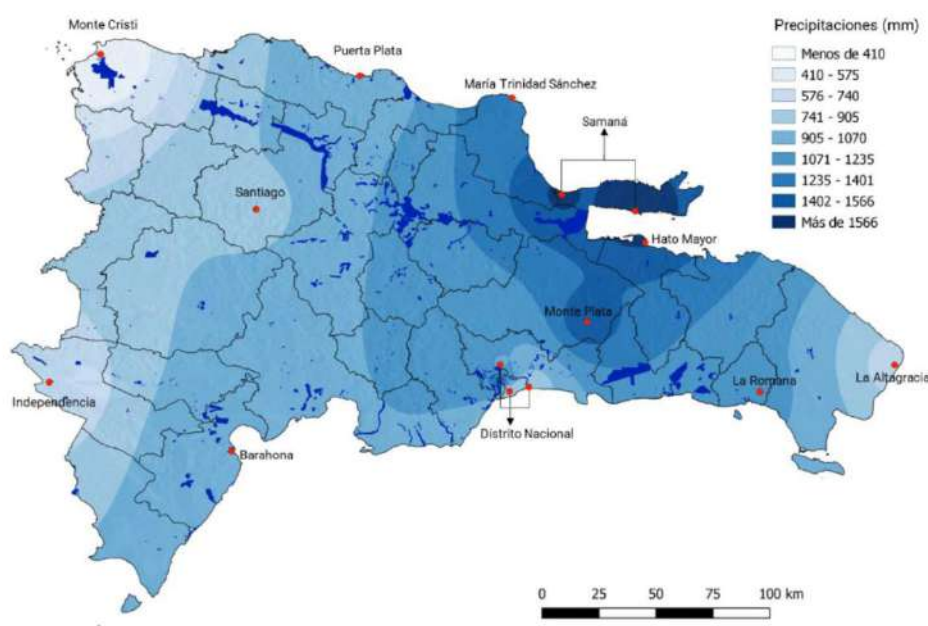 Monte Cristi
Puerta Plata
María Trinidad Sánchez
Samaná
Santiago
Hato Mayor
Monte Plata
Independencia
La Romana
La Altagracia
Distrito Nacional
Barahona
Precipitaciones (mm)
Menos de 410
410 - 575
576 - 740
741 - 905
905 - 1070
1071 - 1235
1235 - 1401
1402 - 1566
Más de 1566
0 25 50 75 100 km